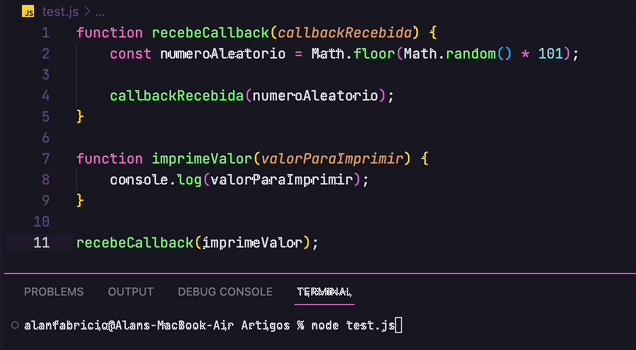 JS test.js > ...
1 function recebeCallback(callbackRecebida) {
2 const numeroAleatorio = Math.floor(Math.random() * 101);
3
4 callbackRecebida(numeroAleatorio);
5 }
6
7 function imprimeValor(valorParaImprimir) {
8 console.log(valorParaImprimir);
9 }
10
11 recebeCallback(imprimeValor);
PROBLEMS OUTPUT DEBUG CONSOLE TERMINAL
alanfabricio@Alans-MacBook-Air Artigos % node test.js